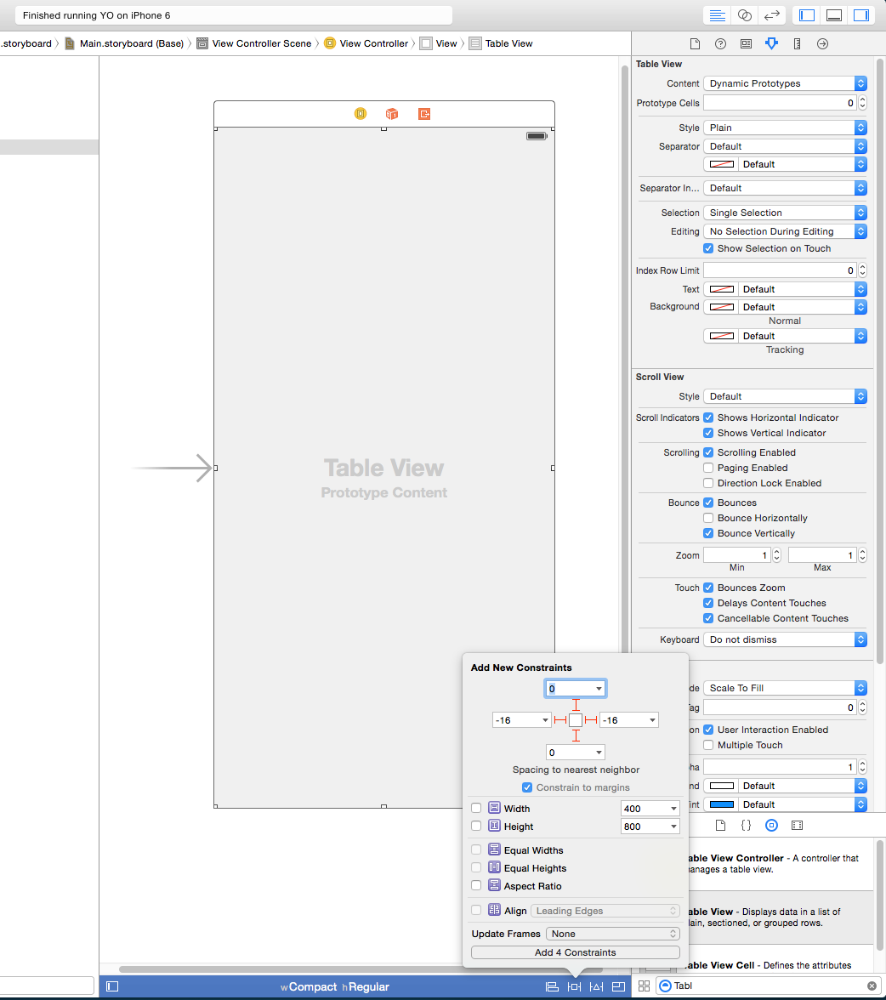 Finished running YO on iPhone 6
.storyboard
Main.storyboard (Base)
View Controller Scene
View Controller
View
Table View
Table View
Content
Dynamic Prototypes
Prototype Cells
0
Style
Plain
Separator
Default
Default
Separator In...
Default
Selection
Single Selection
Editing
No Selection During Editing
Show Selection on Touch
Index Row Limit
0
Text
Default
Background
Default
Normal
Default
Tracking
Scroll View
Style
Default
Scroll Indicators
Shows Horizontal Indicator
Shows Vertical Indicator
Scrolling
Scrolling Enabled
Paging Enabled
Direction Lock Enabled
Bounce
Bounces
Bounce Horizontally
Bounce Vertically
Zoom
1
1
Min
Max
Touch
Bounces Zoom
Delays Content Touches
Cancellable Content Touches
Keyboard
Do not dismiss
de
Scale To Fill
ag
0
on
User Interaction Enabled
Multiple Touch
ha
1
nd
Default
int
Default
Table View
Prototype Content
Add New Constraints
0
-16
-16
0
Spacing to nearest neighbor
Constrain to margins
Width
400
Height
800
Equal Widths
Equal Heights
Aspect Ratio
Align
Leading Edges
Update Frames
None
Add 4 Constraints
able View Controller - A controller that
anages a table view.
able View - Displays data in a list of
lain, sectioned, or grouped rows.
able View Cell - Defines the attributes
wCompact hRegular
Tabl